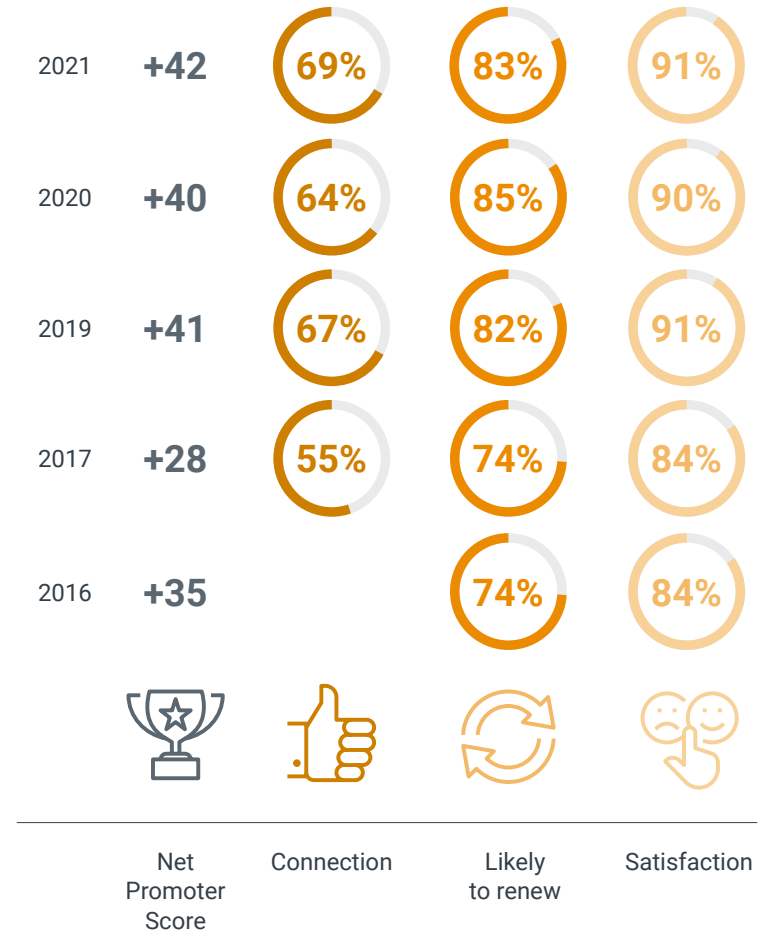 2021 +42 69% 83% 91%
2020 +40 64% 85% 90%
2019 +41 67% 82% 91%
2017 +28 55% 74% 84%
2016 +35 74% 84%
Net
Promoter
Score
Connection
Likely
to renew
Satisfaction